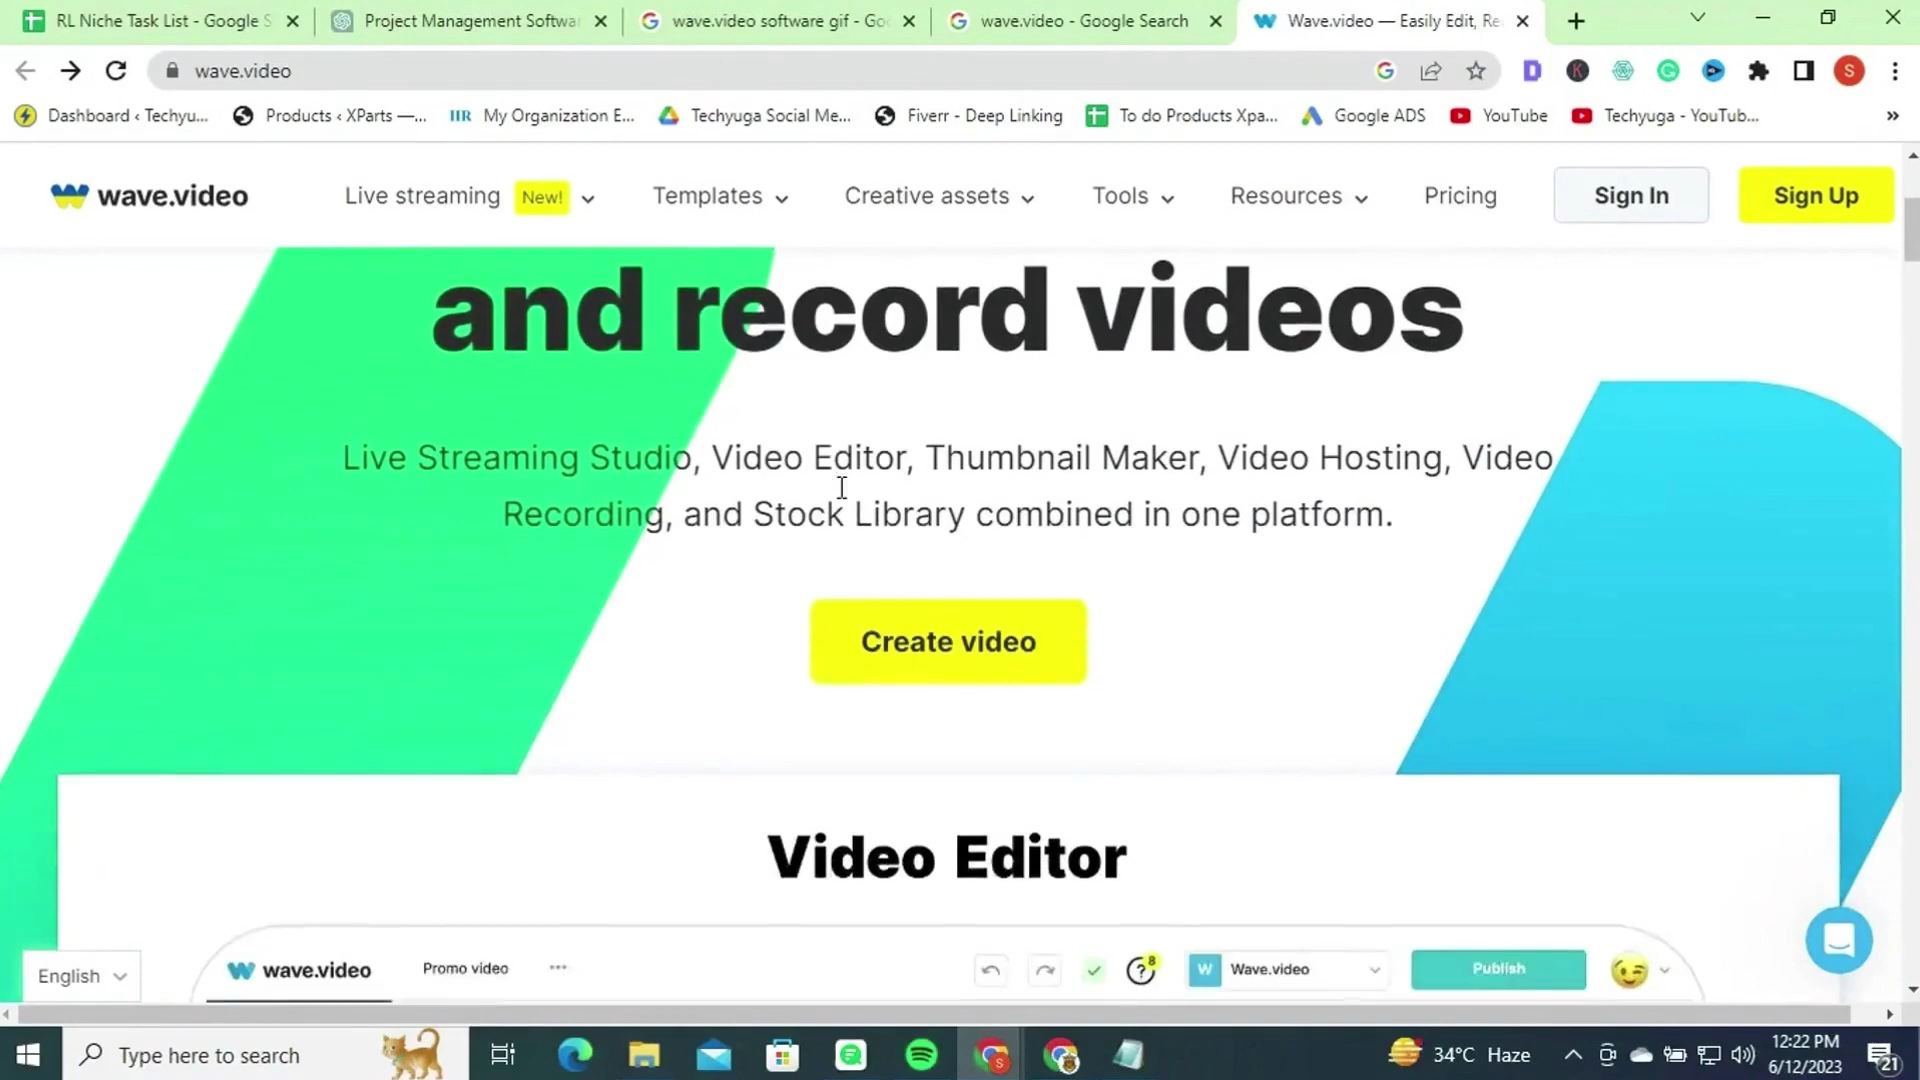 RL Niche Task List - Google S
Project Management Softwar
wave.video software gif - Goo
wave.video - Google Search
Wave.video — Easily Edit, Re
wave.video
S
Dashboard ‹ Techyu...
Products ‹ XParts —...
My Organization E...
Techyuga Social Me...
Fiverr - Deep Linking
To do Products Xpa...
Google ADS
YouTube
Techyuga - YouTub...
»
wave.video
Live streaming New!
Templates
Creative assets
Tools
Resources
Pricing
Sign In
Sign Up
and record videos
Live Streaming Studio, Video Editor, Thumbnail Maker, Video Hosting, Video
Recording, and Stock Library combined in one platform.
Create video
Video Editor
English
wave.video
Promo video
...
8
W Wave.video
Publish
Type here to search
34°C Haze
12:22 PM
6/12/2023
21